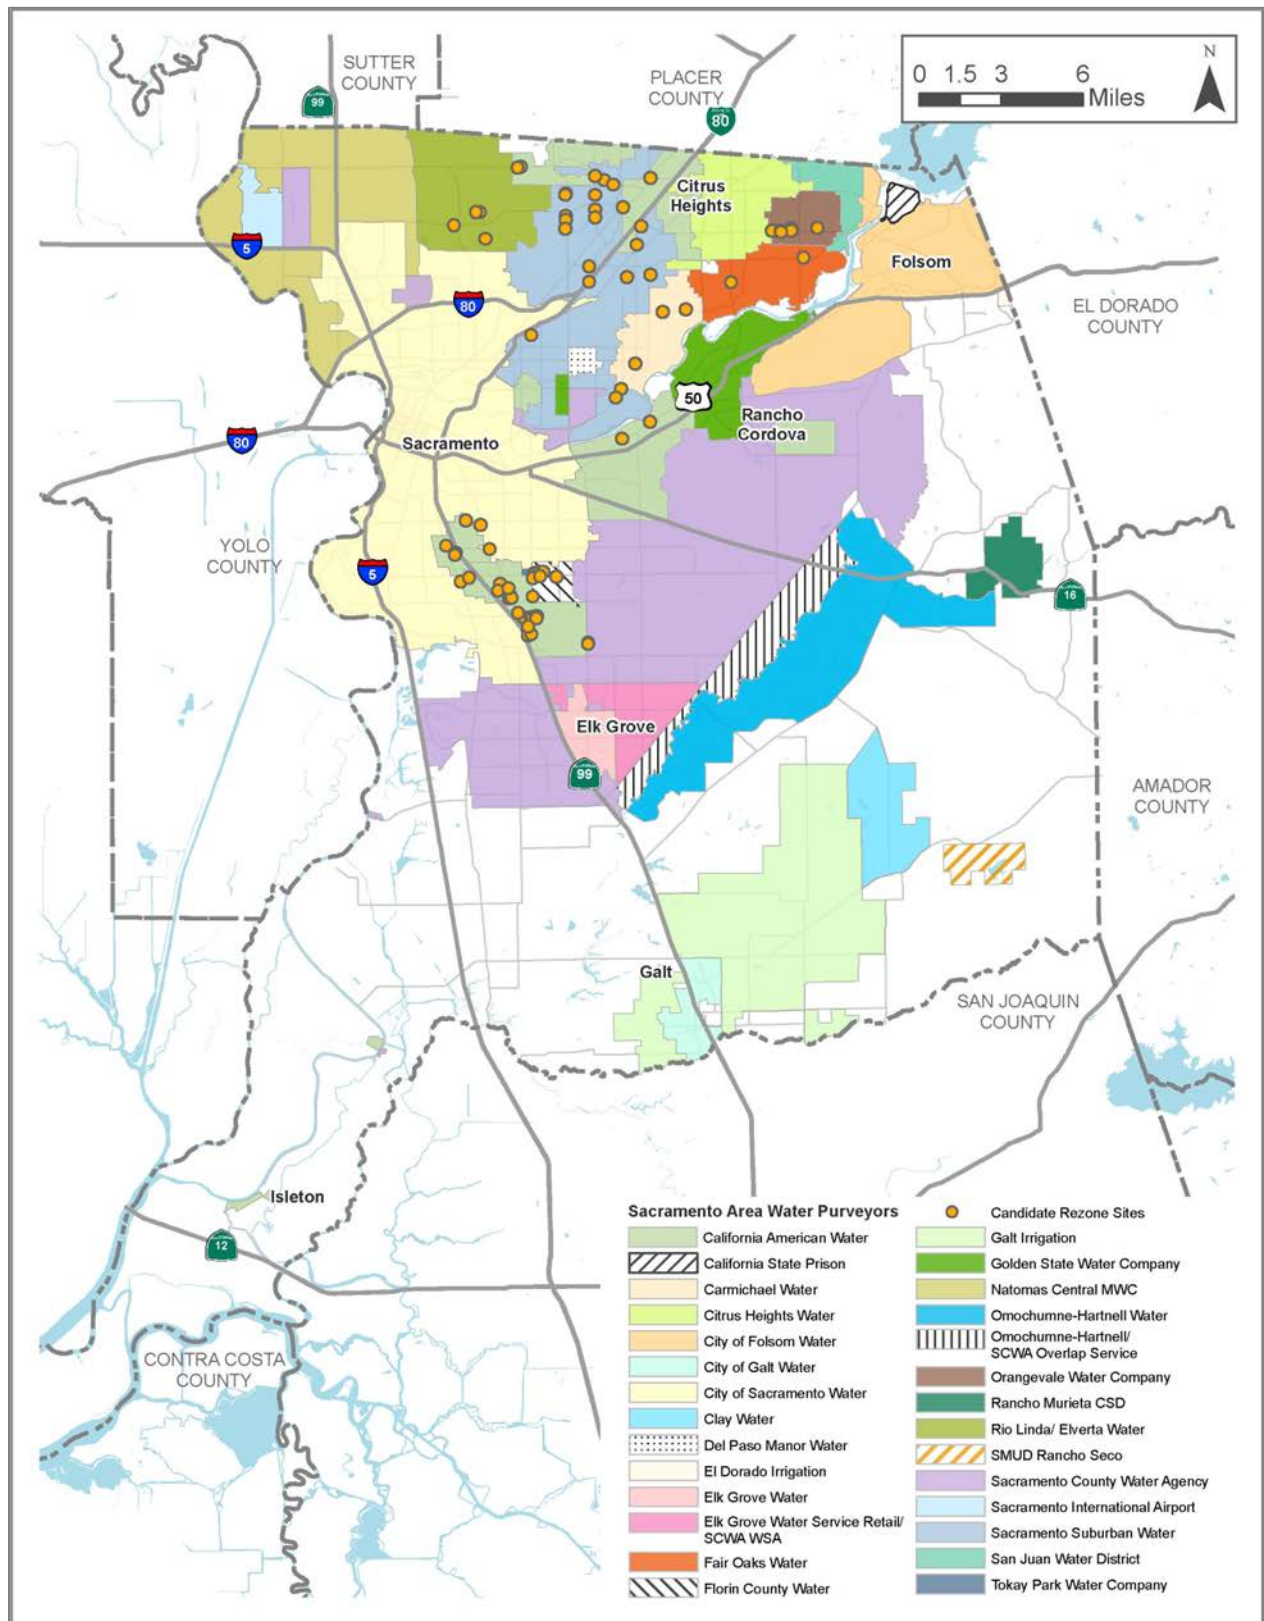 SUTTER
COUNTY
PLACER
COUNTY
N
0 1.5 3 6
Miles
99
80
Citrus
Heights
5
Folsom
80
EL DORADO
COUNTY
50
Rancho
Cordova
80
Sacramento
YOLO
COUNTY
5
16
Elk Grove
99
AMADOR
COUNTY
Galt
SAN JOAQUIN
COUNTY
Isleton
12
CONTRA COSTA
COUNTY
Sacramento Area Water Purveyors
California American Water
California State Prison
Carmichael Water
Citrus Heights Water
City of Folsom Water
City of Galt Water
City of Sacramento Water
Clay Water
Del Paso Manor Water
El Dorado Irrigation
Elk Grove Water
Elk Grove Water Service Retail/
SCWA WSA
Fair Oaks Water
Florin County Water
Candidate Rezone Sites
Galt Irrigation
Golden State Water Company
Natomas Central MWC
Omochumne-Hartnell Water
Omochumne-Hartnell/
SCWA Overlap Service
Orangevale Water Company
Rancho Murieta CSD
Rio Linda/ Elverta Water
SMUD Rancho Seco
Sacramento County Water Agency
Sacramento International Airport
Sacramento Suburban Water
San Juan Water District
Tokay Park Water Company